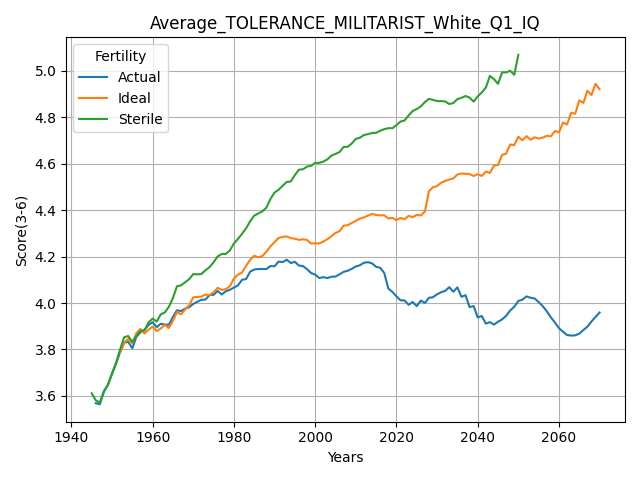 Average_TOLERANCE_MILITARIST_White_Q1_IQ
Fertility
Actual
Ideal
Sterile
Score(3-6)
5.0
4.8
4.6
4.4
4.2
4.0
3.8
3.6
1940 1960 1980 2000 2020 2040 2060
Years